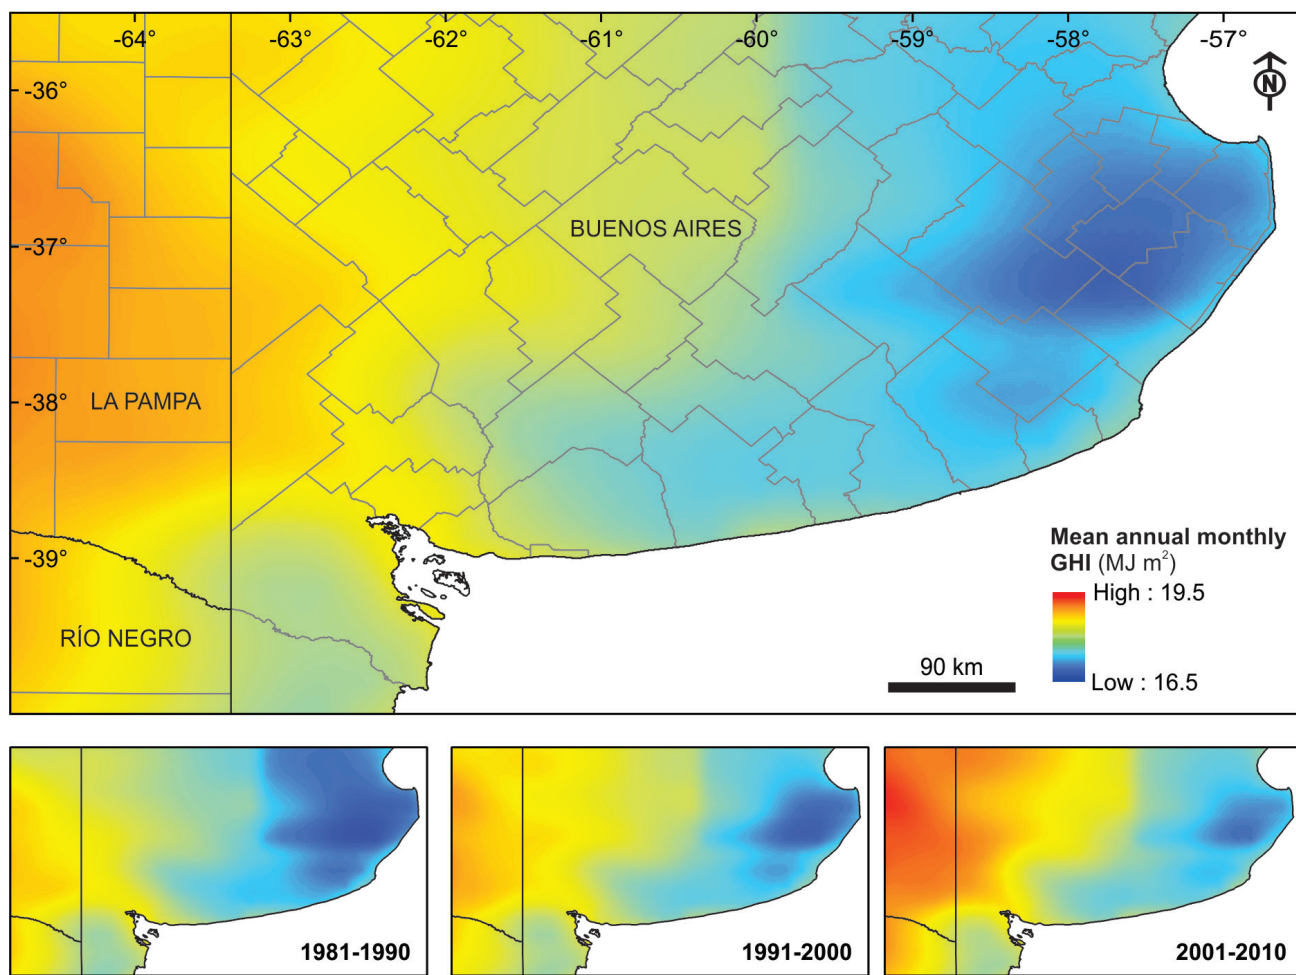 -64° -63° -62° -61° -60° -59° -58° -57°
-36°
N
-37°
BUENOS AIRES
-38°
LA PAMPA
-39°
RÍO NEGRO
Mean annual monthly
GHI (MJ m²)
High : 19.5
Low : 16.5
90 km
1981-1990
1991-2000
2001-2010